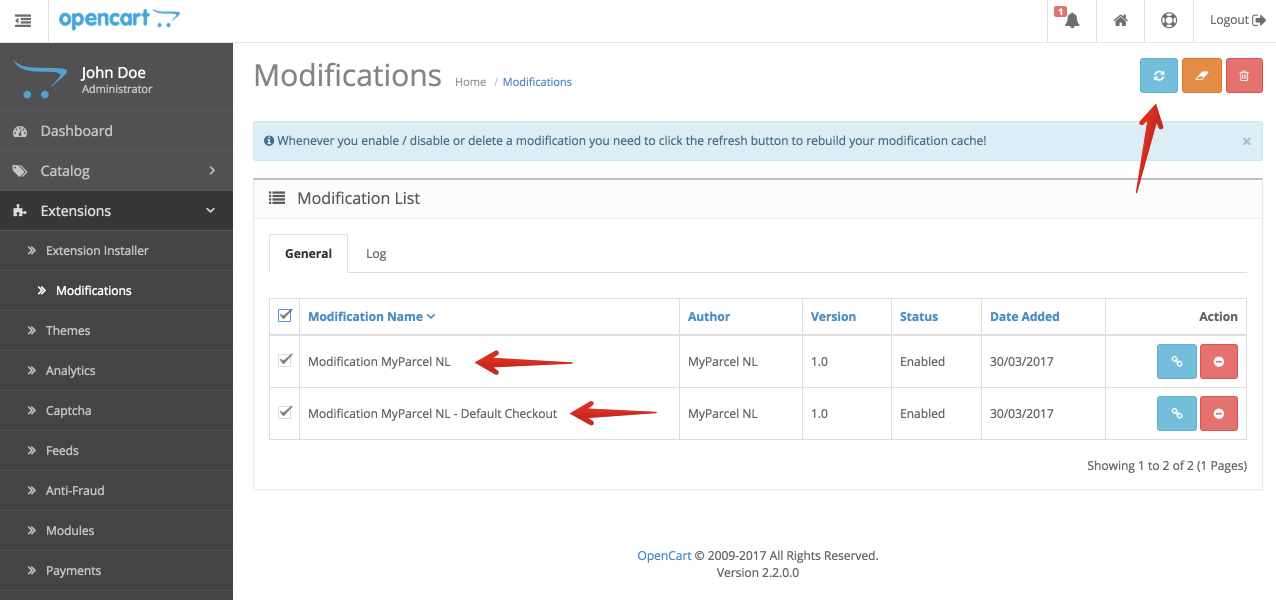 opencart
1
Logout
John Doe
Administrator
Dashboard
Catalog
Extensions
Extension Installer
Modifications
Themes
Analytics
Captcha
Feeds
Anti-Fraud
Modules
Payments
Modifications
Home / Modifications
Whenever you enable / disable or delete a modification you need to click the refresh button to rebuild your modification cache! ×
Modification List
General Log
Modification Name Author Version Status Date Added Action
Modification MyParcel NL MyParcel NL 1.0 Enabled 30/03/2017
Modification MyParcel NL - Default Checkout MyParcel NL 1.0 Enabled 30/03/2017
Showing 1 to 2 of 2 (1 Pages)
OpenCart © 2009-2017 All Rights Reserved.
Version 2.2.0.0